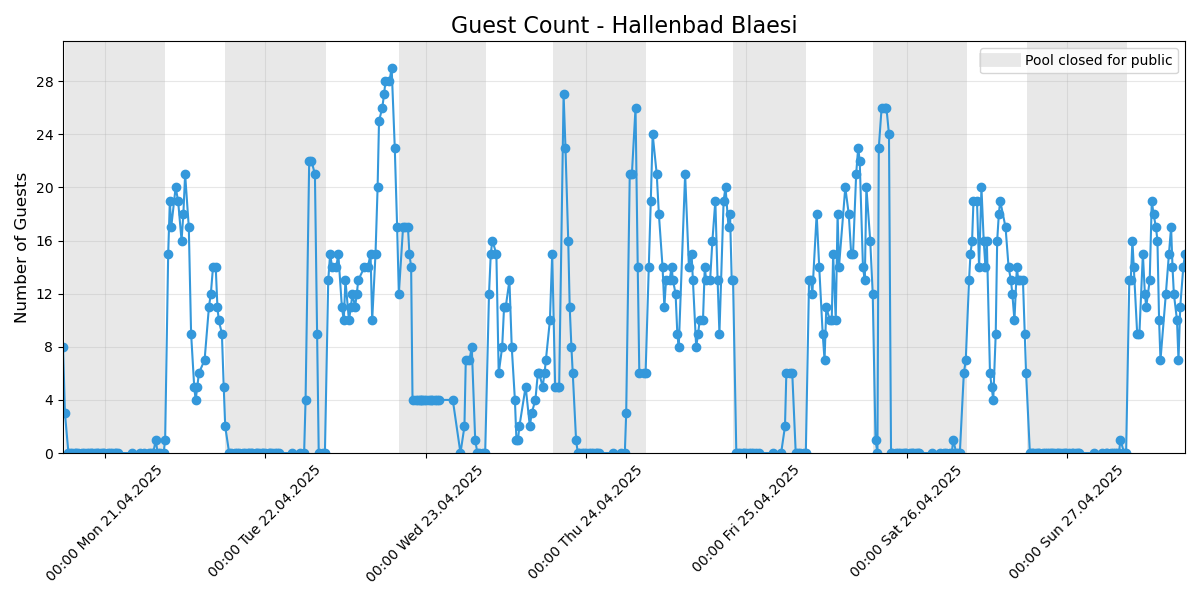 Guest Count - Hallenbad Blaesi
Pool closed for public
Number of Guests
28
24
20
16
12
8
4
0
00:00 Mon 21.04.2025
00:00 Tue 22.04.2025
00:00 Wed 23.04.2025
00:00 Thu 24.04.2025
00:00 Fri 25.04.2025
00:00 Sat 26.04.2025
00:00 Sun 27.04.2025